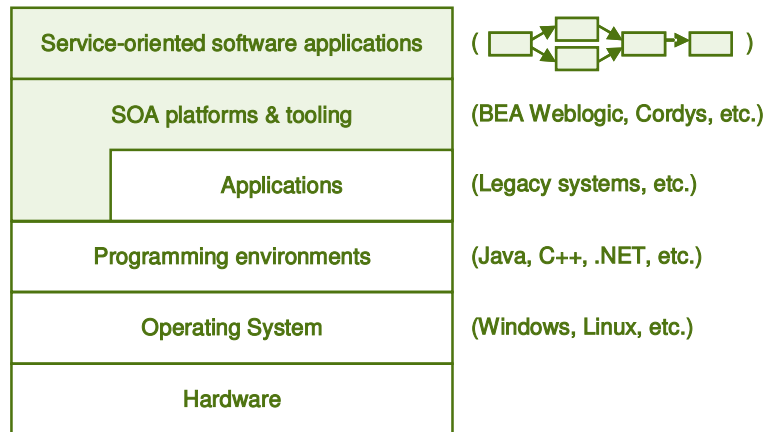 Service-oriented software applications ( )
SOA platforms & tooling (BEA Weblogic, Cordys, etc.)
Applications (Legacy systems, etc.)
Programming environments (Java, C++, .NET, etc.)
Operating System (Windows, Linux, etc.)
Hardware